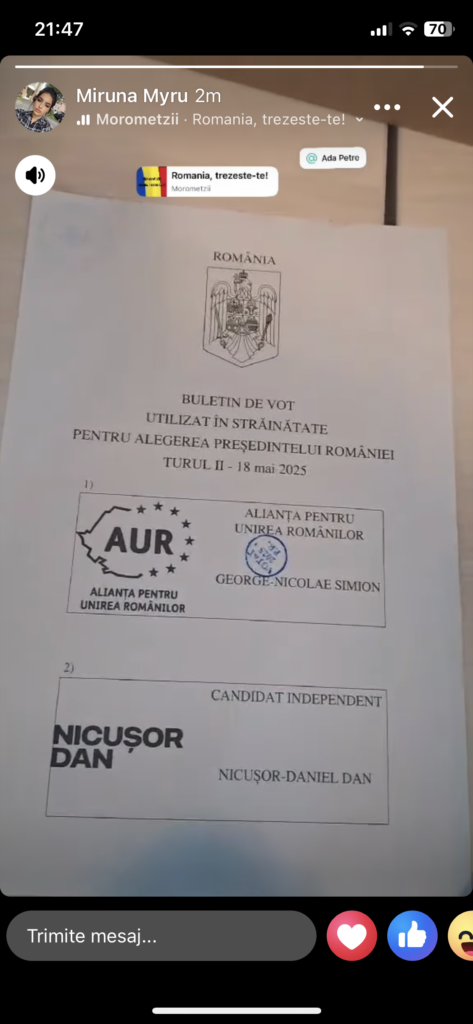 21:47
70
Miruna Myru 2m
Morometzii · Romania, trezeste-te!
Ada Petre
Romania, trezeste-te!
Morometzii
ROMÂNIA
BULETIN DE VOT
UTILIZAT ÎN STRĂINĂTATE
PENTRU ALEGEREA PREȘEDINTELUI ROMÂNIEI
TURUL II - 18 mai 2025
1)
AUR
ALIANȚA PENTRU
UNIREA ROMÂNILOR
ALIANȚA PENTRU
UNIREA ROMÂNILOR
GEORGE-NICOLAE SIMION
2)
CANDIDAT INDEPENDENT
NICUȘOR
DAN
NICUȘOR-DANIEL DAN
Trimite mesaj...